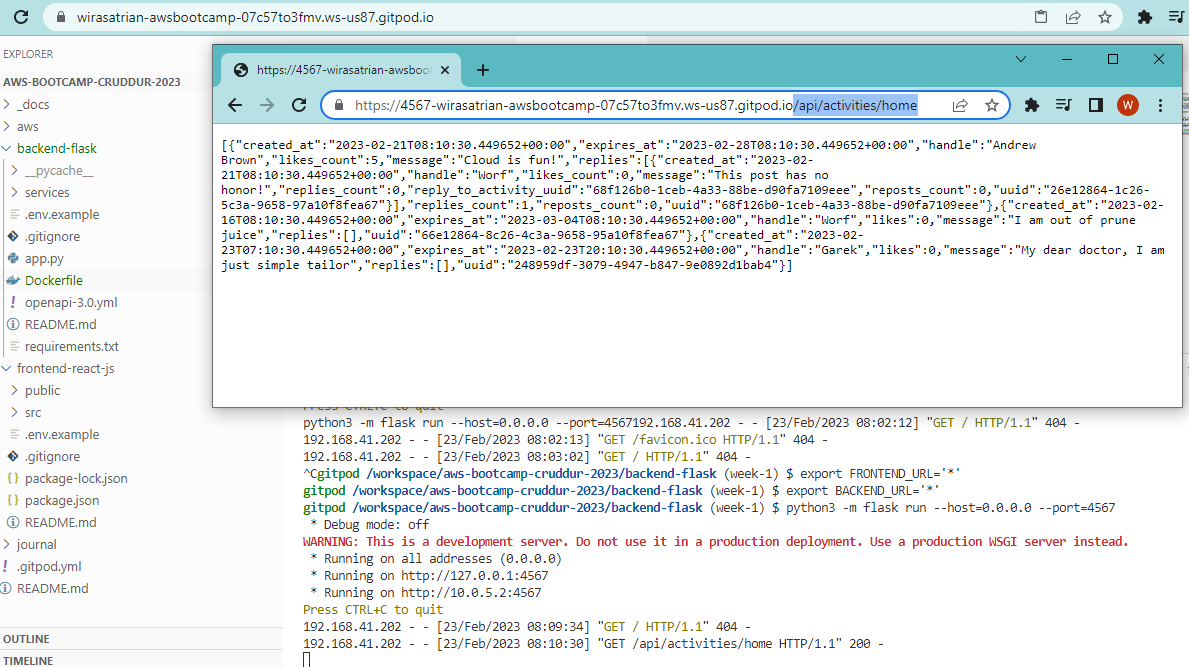 wirasatrian-awsbootcamp-07c57to3fmv.ws-us87.gitpod.io
EXPLORER
AWS-BOOTCAMP-CRUDDUR-2023
_docs
aws
backend-flask
__pycache__
services
.env.example
.gitignore
app.py
Dockerfile
openapi-3.0.yml
README.md
requirements.txt
frontend-react-js
public
src
.env.example
.gitignore
package-lock.json
package.json
README.md
journal
.gitpod.yml
README.md
OUTLINE
TIMELINE
https://4567-wirasatrian-awsboo
https://4567-wirasatrian-awsbootcamp-07c57to3fmv.ws-us87.gitpod.io/api/activities/home
W
[{"created_at":"2023-02-21T08:10:30.449652+00:00","expires_at":"2023-02-28T08:10:30.449652+00:00","handle":"Andrew
Brown","likes_count":5,"message":"Cloud is fun!","replies":[{"created_at":"2023-02-
21T08:10:30.449652+00:00","handle":"Worf","likes_count":0,"message":"This post has no
honor!","replies_count":0,"reply_to_activity_uuid":"68f126b0-1ceb-4a33-88be-d90fa7109eee","reposts_count":0,"uuid":"26e12864-1c26-
5c3a-9658-97a10f8fea67"}],"replies_count":1,"reposts_count":0,"uuid":"68f126b0-1ceb-4a33-88be-d90fa7109eee"},{"created_at":"2023-02-
16T08:10:30.449652+00:00","expires_at":"2023-03-04T08:10:30.449652+00:00","handle":"Worf","likes":0,"message":"I am out of prune
juice","replies":[],"uuid":"66e12864-8c26-4c3a-9658-95a10f8fea67"},{"created_at":"2023-02-
23T07:10:30.449652+00:00","expires_at":"2023-02-23T20:10:30.449652+00:00","handle":"Garek","likes":0,"message":"My dear doctor, I am
just simple tailor","replies":[],"uuid":"248959df-3079-4947-b847-9e0892d1bab4"}]
Press CTRL+C to quit
python3 -m flask run --host=0.0.0.0 --port=4567192.168.41.202 - - [23/Feb/2023 08:02:12] "GET / HTTP/1.1" 404 -
192.168.41.202 - - [23/Feb/2023 08:02:13] "GET /favicon.ico HTTP/1.1" 404 -
192.168.41.202 - - [23/Feb/2023 08:03:02] "GET / HTTP/1.1" 404 -
^Cgitpod /workspace/aws-bootcamp-cruddur-2023/backend-flask (week-1) $ export FRONTEND_URL='*'
gitpod /workspace/aws-bootcamp-cruddur-2023/backend-flask (week-1) $ export BACKEND_URL='*'
gitpod /workspace/aws-bootcamp-cruddur-2023/backend-flask (week-1) $ python3 -m flask run --host=0.0.0.0 --port=4567
* Debug mode: off
WARNING: This is a development server. Do not use it in a production deployment. Use a production WSGI server instead.
* Running on all addresses (0.0.0.0)
* Running on http://127.0.0.1:4567
* Running on http://10.0.5.2:4567
Press CTRL+C to quit
192.168.41.202 - - [23/Feb/2023 08:09:34] "GET / HTTP/1.1" 404 -
192.168.41.202 - - [23/Feb/2023 08:10:30] "GET /api/activities/home HTTP/1.1" 200 -